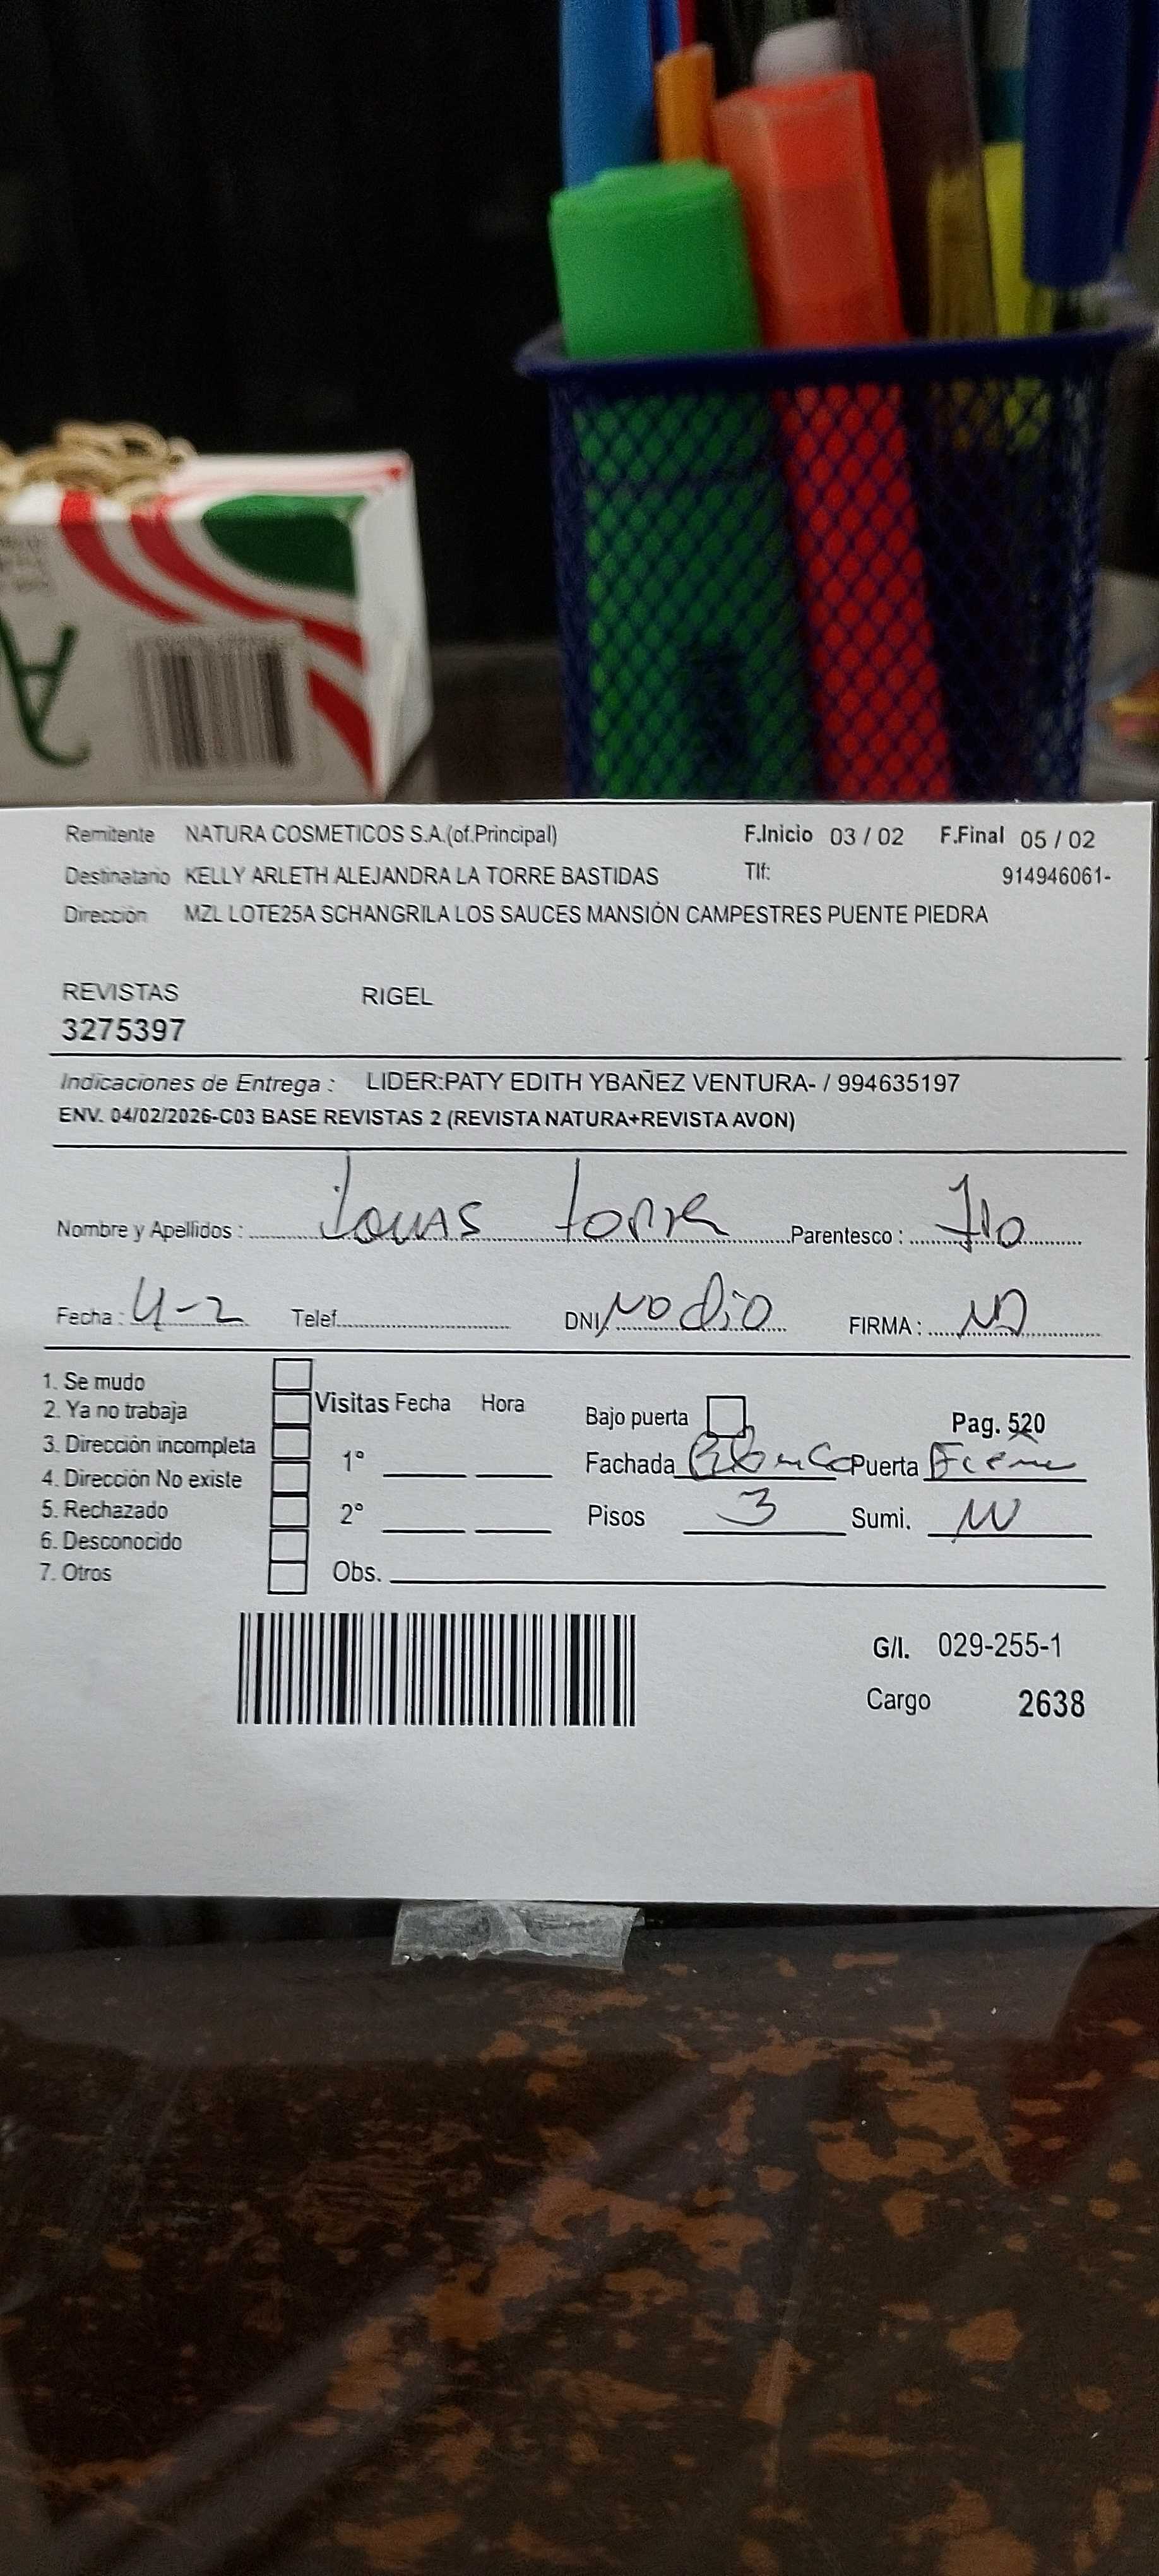 Remitente NATURA COSMETICOS S.A.(of.Principal) F.Inicio 03 / 02 F.Final 05 / 02
Destinatario KELLY ARLETH ALEJANDRA LA TORRE BASTIDAS Tlf: 914946061-
Dirección MZL LOTE25A SCHANGRILA LOS SAUCES MANSIÓN CAMPESTRES PUENTE PIEDRA
REVISTAS RIGEL
3275397
Indicaciones de Entrega : LIDER:PATY EDITH YBAÑEZ VENTURA- / 994635197
ENV. 04/02/2026-C03 BASE REVISTAS 2 (REVISTA NATURA+REVISTA AVON)
Nombre y Apellidos : Torre Parentesco :
Fecha : 4-2 Telef. DNI No dio FIRMA :
1. Se mudo
2. Ya no trabaja
3. Dirección incompleta
4. Dirección No existe
5. Rechazado
6. Desconocido
7. Otros
Visitas Fecha Hora
1°
2°
Obs.
Bajo puerta Pag. 520
Fachada Blanco Puerta
Pisos 3 Sumi.
G/I. 029-255-1
Cargo 2638